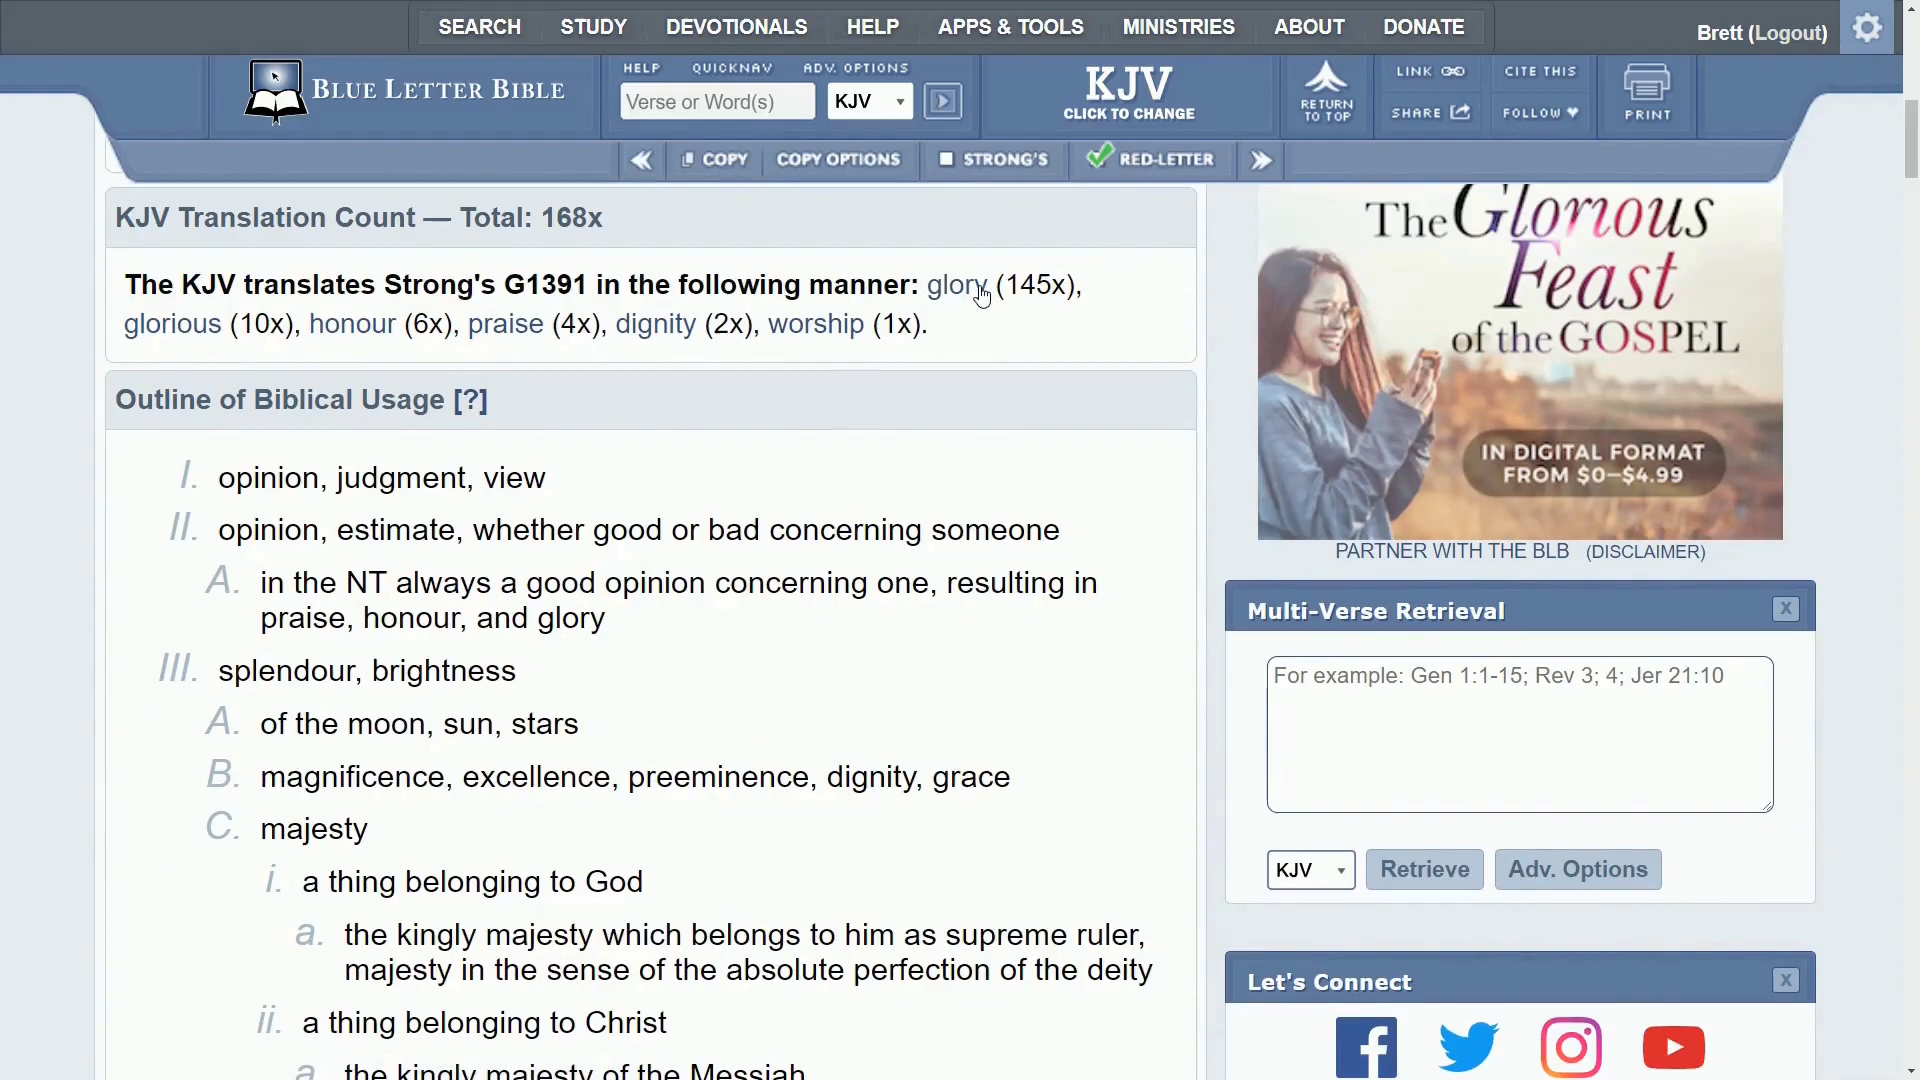 SEARCH STUDY DEVOTIONALS HELP APPS & TOOLS MINISTRIES ABOUT DONATE
Brett (Logout)
BLUE LETTER BIBLE
HELP QUICKNAV ADV. OPTIONS
Verse or Word(s) KJV
KJV
CLICK TO CHANGE
RETURN
TO TOP
LINK CITE THIS
SHARE FOLLOW
PRINT
COPY COPY OPTIONS STRONG'S RED-LETTER
KJV Translation Count — Total: 168x
The KJV translates Strong's G1391 in the following manner: glory (145x),
glorious (10x), honour (6x), praise (4x), dignity (2x), worship (1x).
Outline of Biblical Usage [?]
I. opinion, judgment, view
II. opinion, estimate, whether good or bad concerning someone
A. in the NT always a good opinion concerning one, resulting in
praise, honour, and glory
III. splendour, brightness
A. of the moon, sun, stars
B. magnificence, excellence, preeminence, dignity, grace
C. majesty
i. a thing belonging to God
a. the kingly majesty which belongs to him as supreme ruler,
majesty in the sense of the absolute perfection of the deity
ii. a thing belonging to Christ
a. the kingly majesty of the Messiah
The Glorious
Feast
of the GOSPEL
IN DIGITAL FORMAT
FROM $0–$4.99
PARTNER WITH THE BLB (DISCLAIMER)
Multi-Verse Retrieval X
For example: Gen 1:1-15; Rev 3; 4; Jer 21:10
KJV Retrieve Adv. Options
Let's Connect X